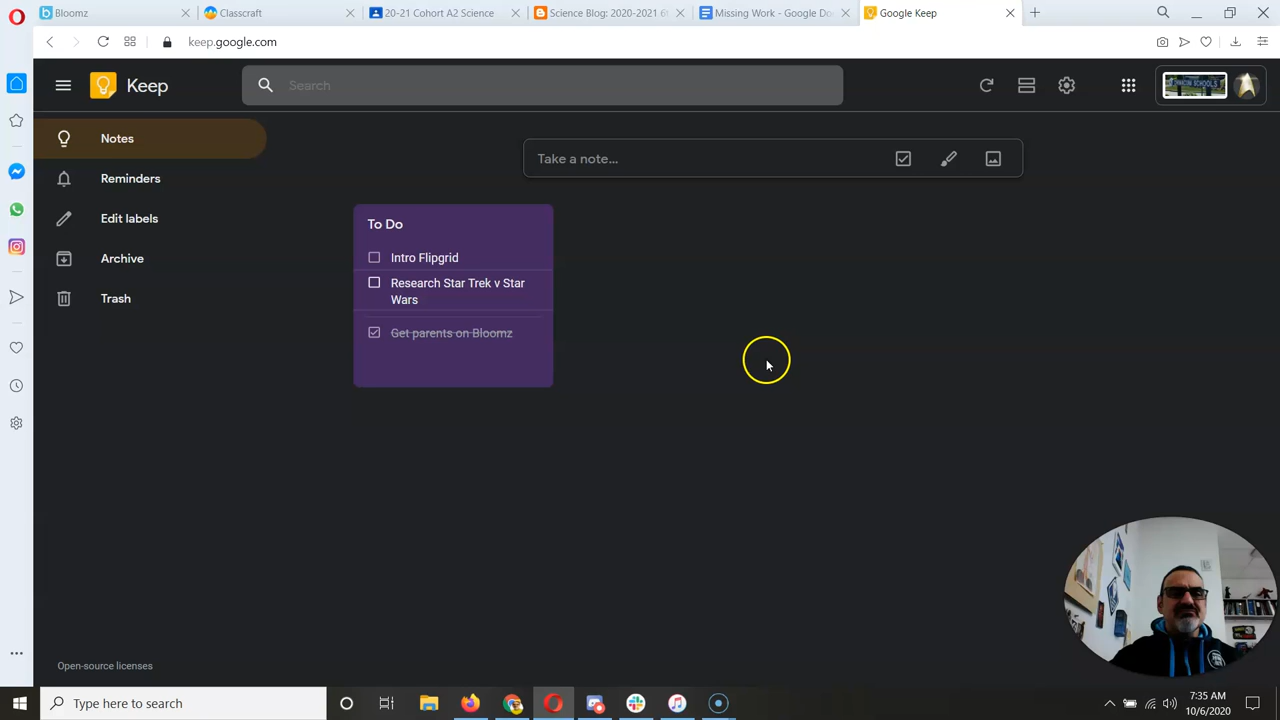 Bloomz
Classcraft
20-21 Cohort A2 Science
Science Blog: 2020-2021 6t
Missing Work - Google Do
Google Keep
keep.google.com
Keep
Search
Notes
Reminders
Edit labels
Archive
Trash
Take a note...
To Do
Intro Flipgrid
Research Star Trek v Star
Wars
Get parents on Bloomz
Open-source licenses
Type here to search
7:35 AM
10/6/2020